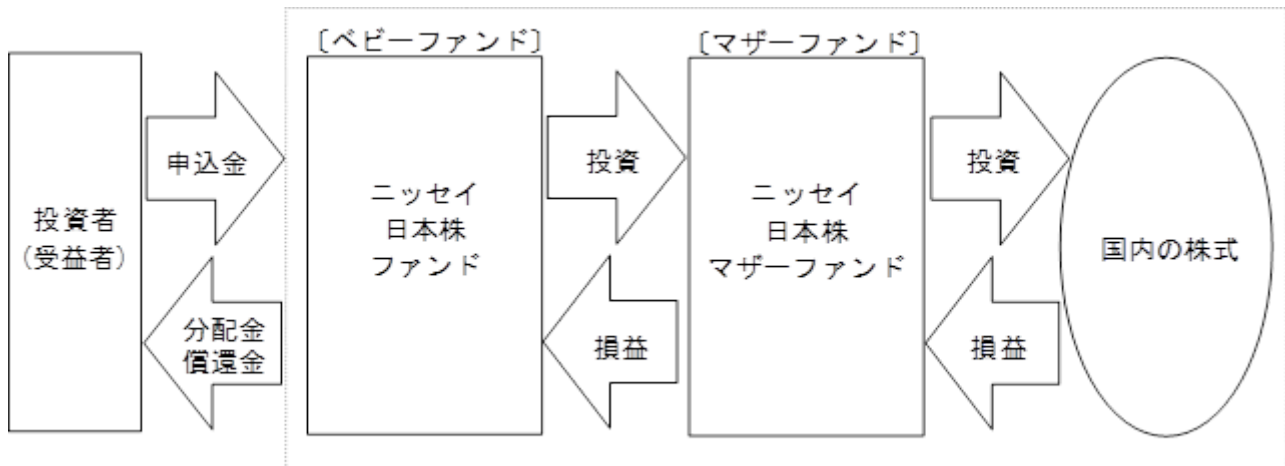 〔ベビーファンド〕
〔マザーファンド〕
投資者
(受益者)
申込金
分配金
償還金
ニッセイ
日本株
ファンド
投資
損益
ニッセイ
日本株
マザーファンド
投資
損益
国内の株式